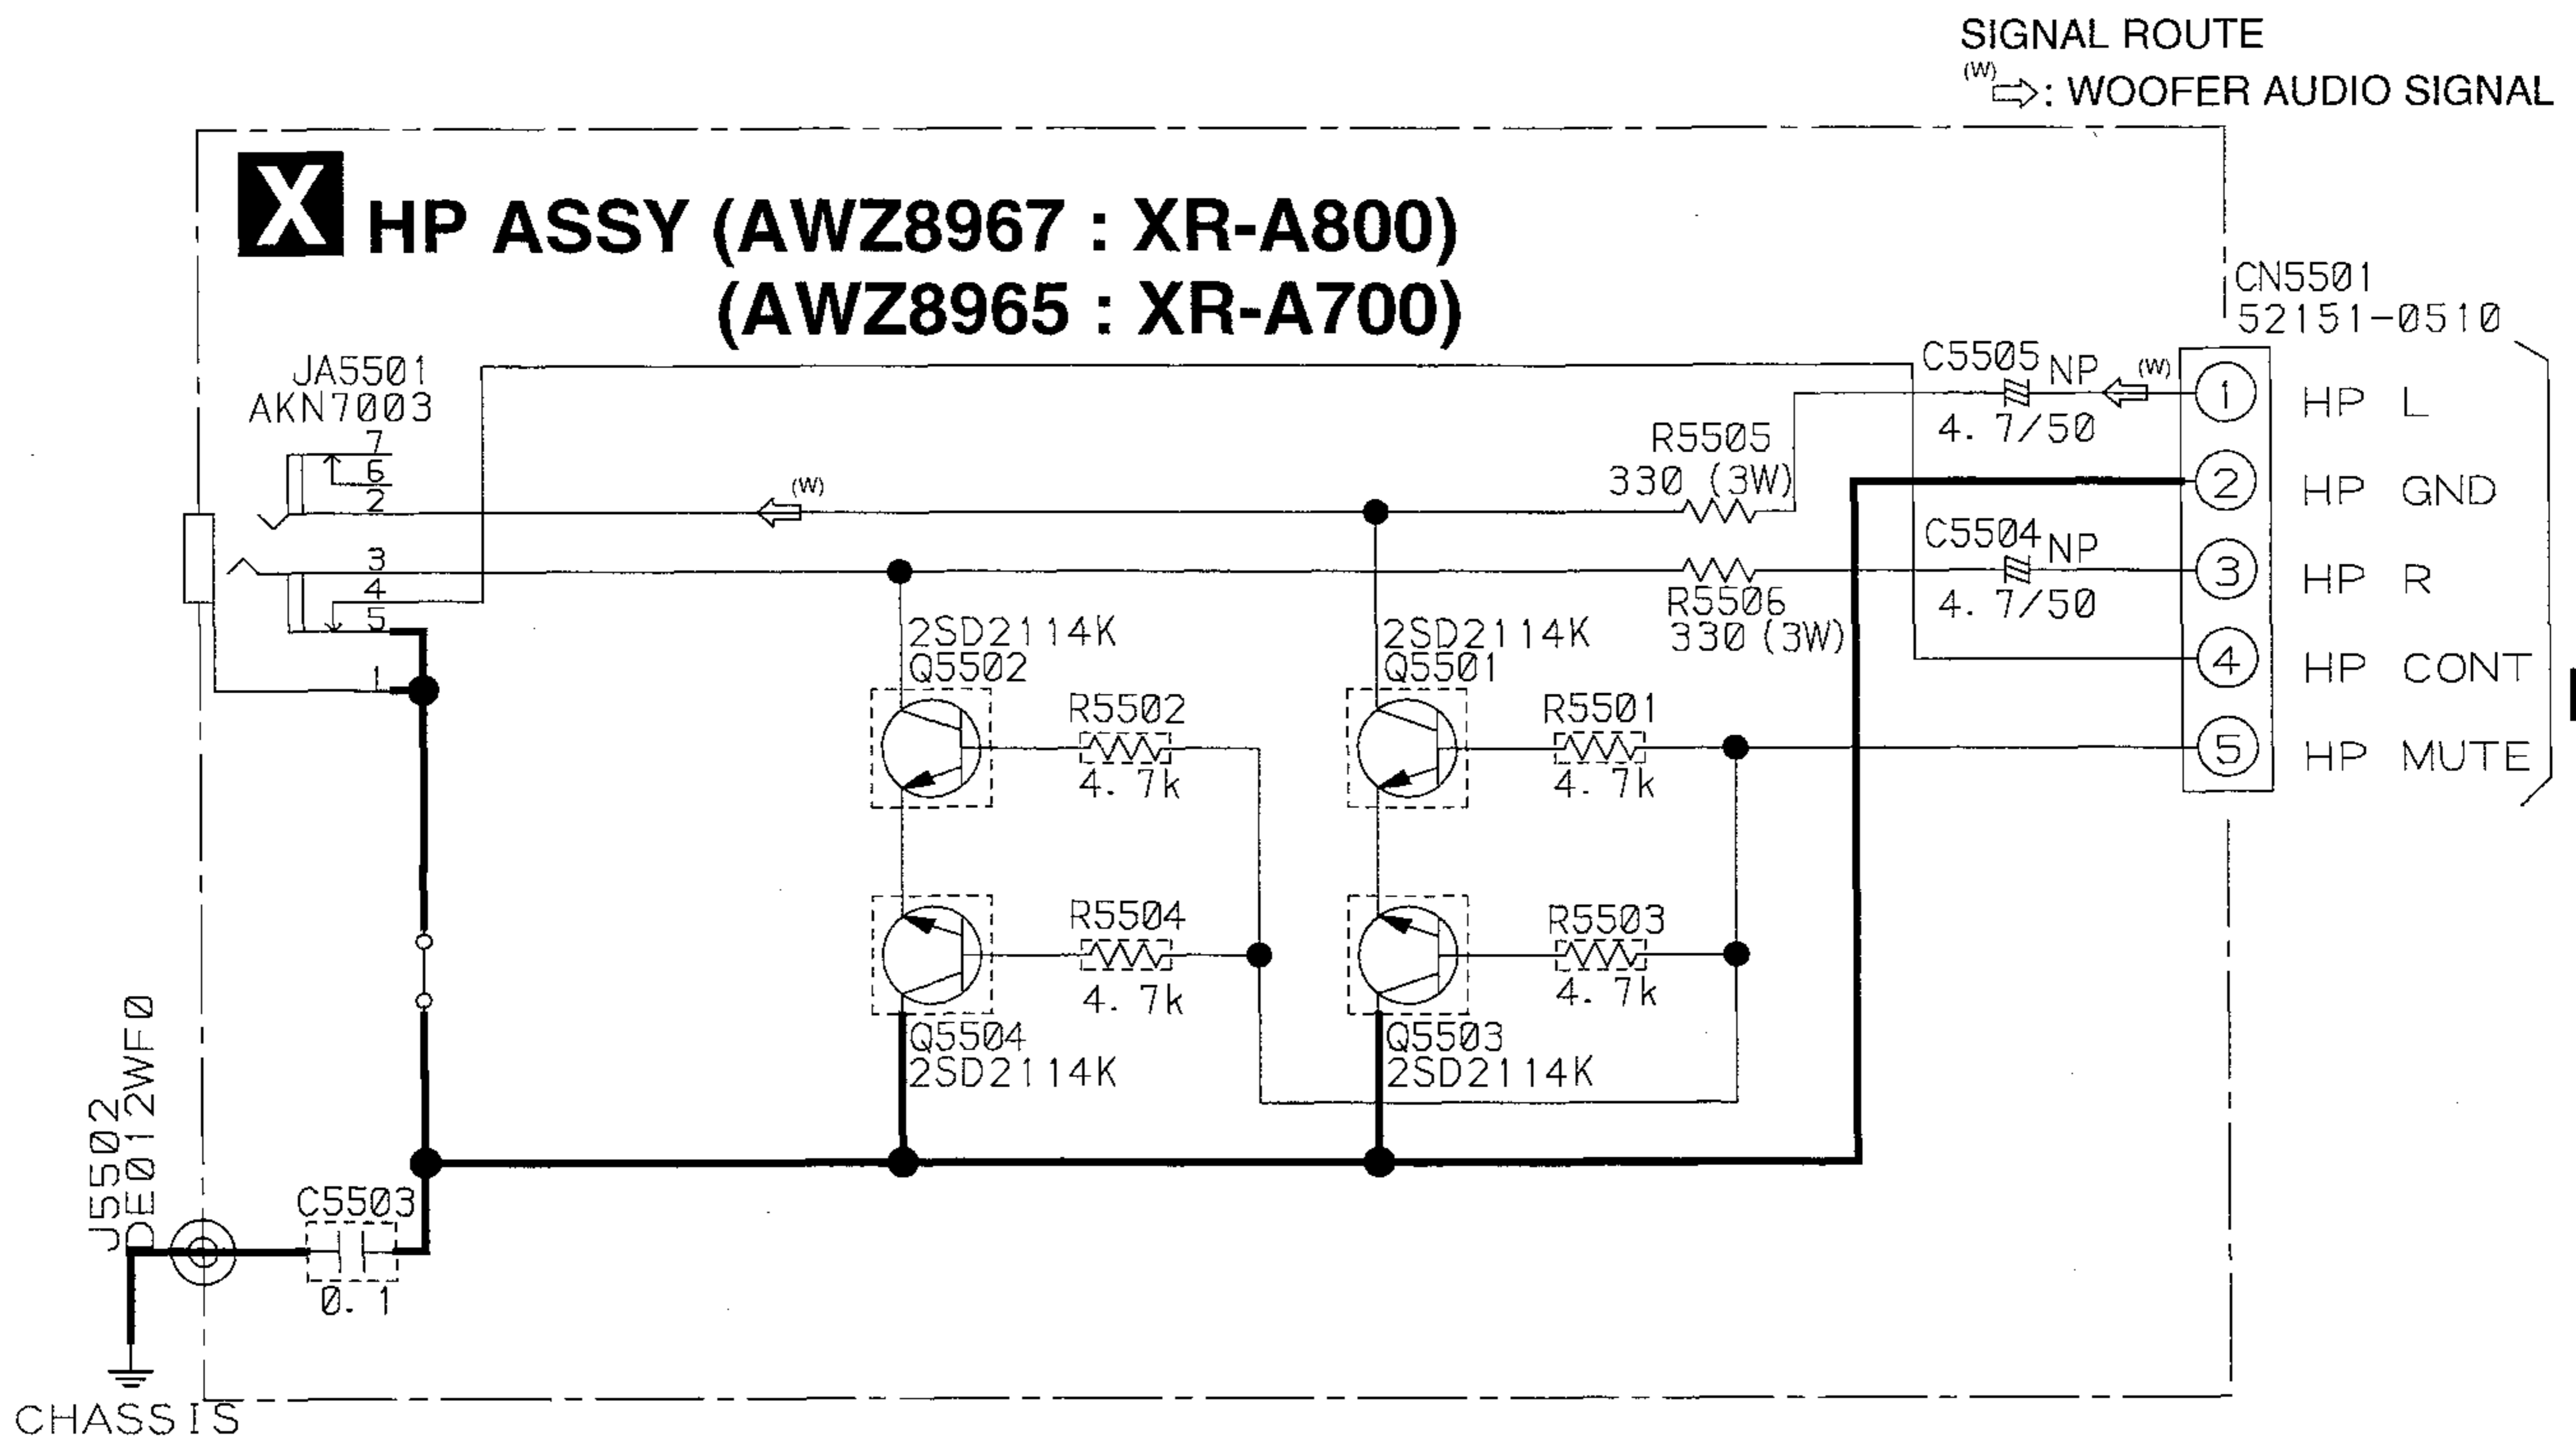 SIGNAL ROUTE
(W) ⇨: WOOFER AUDIO SIGNAL
X HP ASSY (AWZ8967 : XR-A800)
(AWZ8965 : XR-A700)
CN5501
52151-0510
JA5501
AKN7003
7
6
2
3
4
5
1
(W)
C5505 NP (W)
4. 7/50
R5505
330 (3W)
C5504 NP
4. 7/50
R5506
330 (3W)
1 HP L
2 HP GND
3 HP R
4 HP CONT
5 HP MUTE
2SD2114K
Q5502
2SD2114K
Q5501
R5502
4. 7k
R5501
4. 7k
R5504
4. 7k
R5503
4. 7k
Q5504
2SD2114K
Q5503
2SD2114K
J5502
DE012WF0
C5503
0. 1
CHASSIS